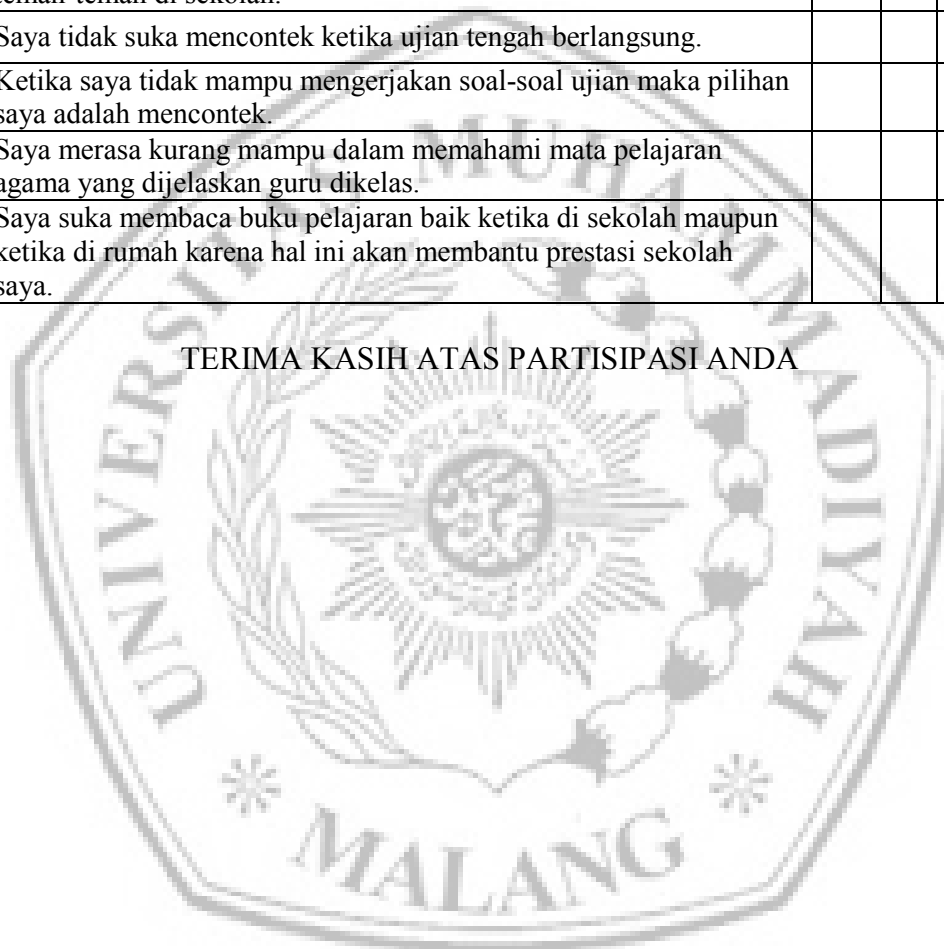 di sekolah.
Saya tidak suka mencontek ketika ujian tengah berlangsung.
Ketika saya tidak mampu mengerjakan soal-soal ujian maka pilihan
saya adalah mencontek.
Saya merasa kurang mampu dalam memahami mata pelajaran
agama yang dijelaskan guru dikelas.
Saya suka membaca buku pelajaran baik ketika di sekolah maupun
ketika di rumah karena hal ini akan membantu prestasi sekolah
saya.
TERIMA KASIH ATAS PARTISIPASI ANDA
UNIVERSITAS MUHAMMADIYAH
MALANG